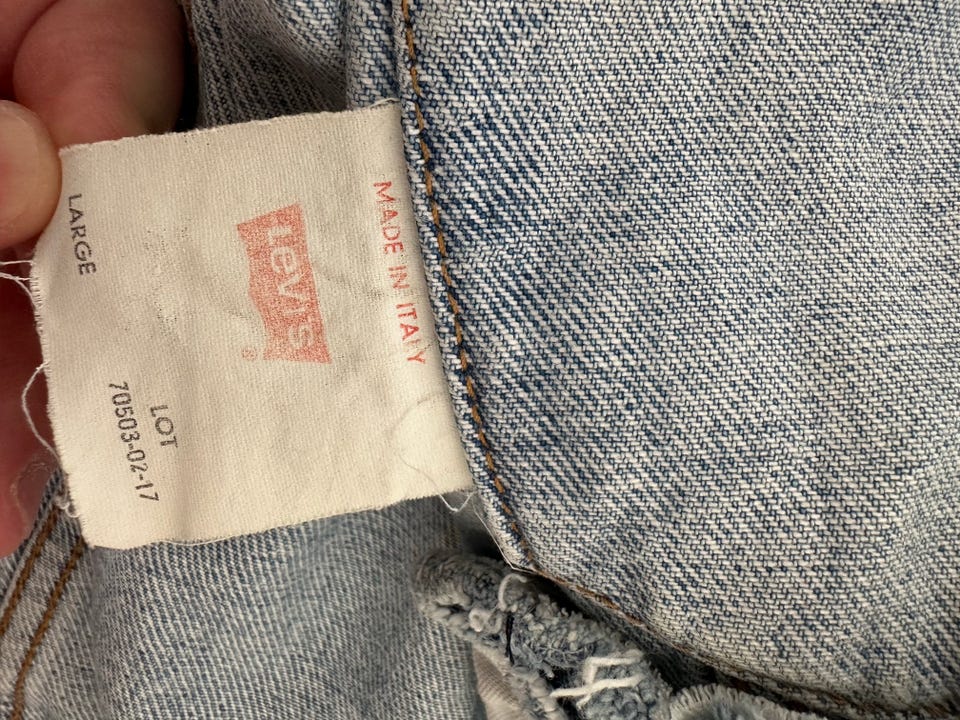 MADE IN ITALY
Levi's®
LOT
70503-02-17
LARGE